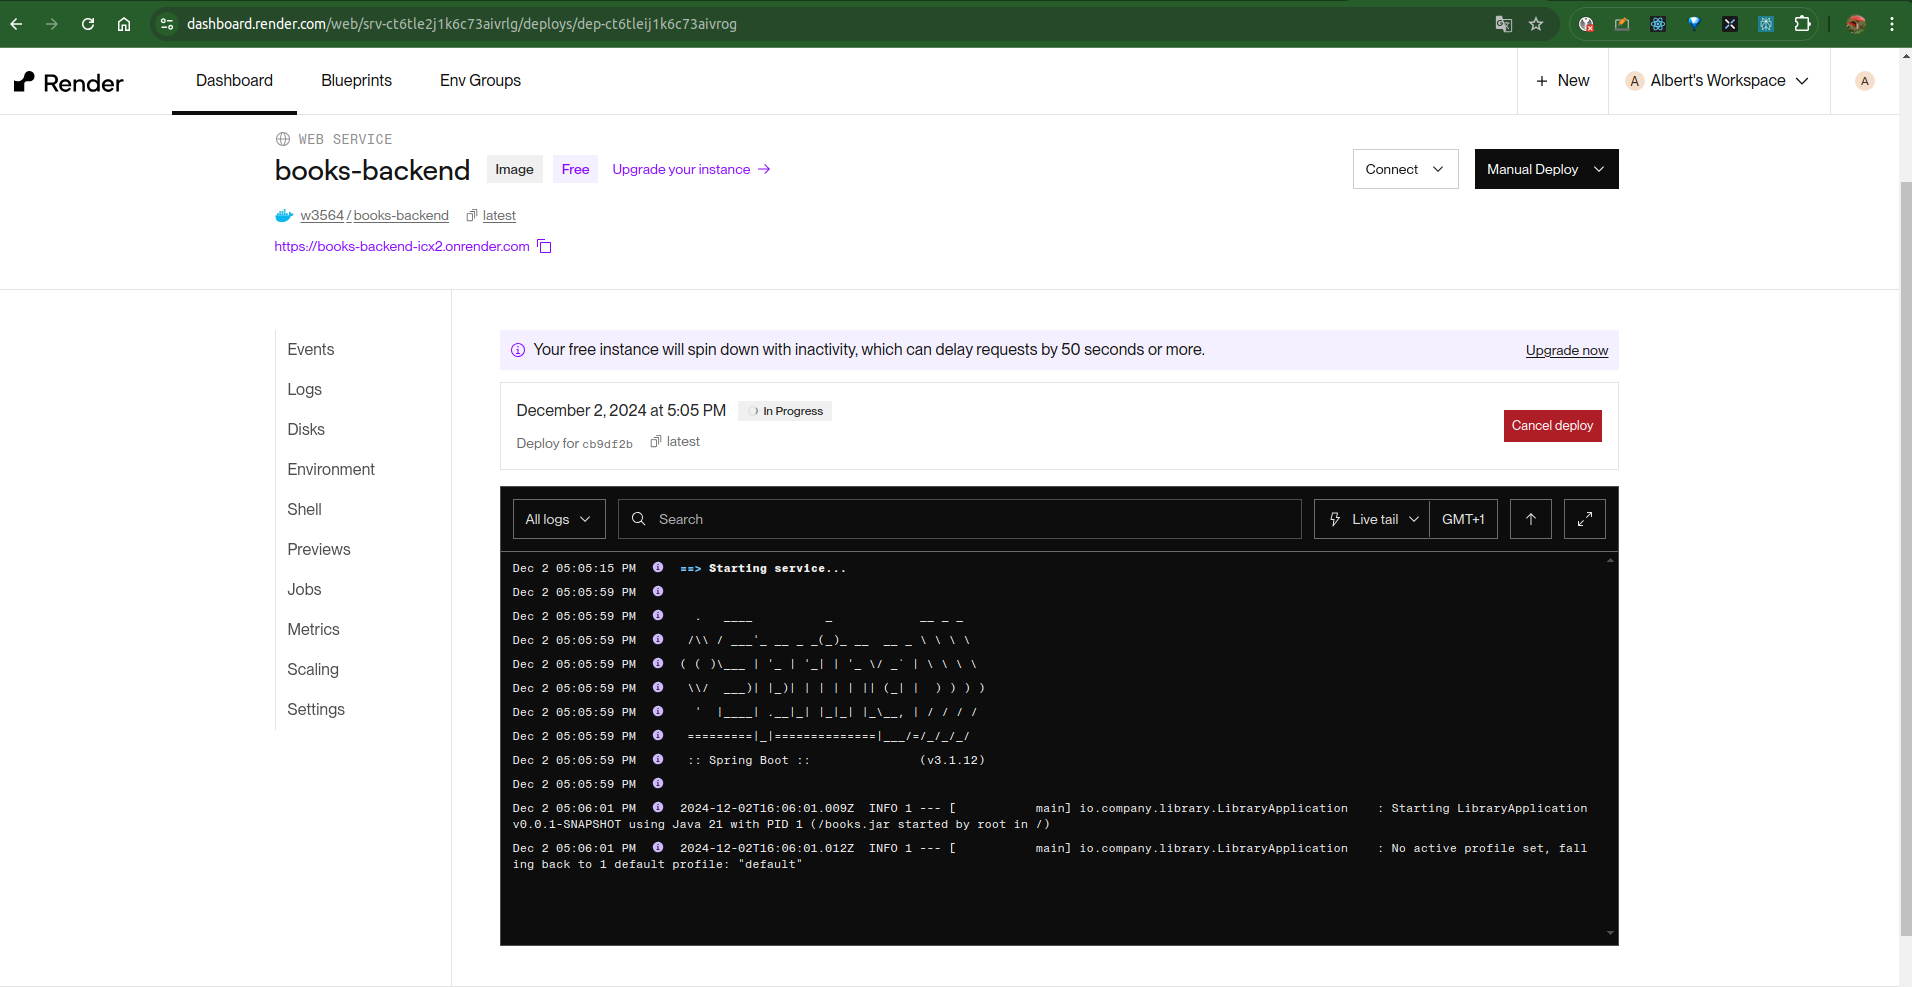 dashboard.render.com/web/srv-ct6tle2j1k6c73aivrlg/deploys/dep-ct6tleij1k6c73aivrog
Render
Dashboard
Blueprints
Env Groups
+ New
A Albert's Workspace
A
WEB SERVICE
books-backend
Image
Free
Upgrade your instance →
Connect
Manual Deploy
w3564/books-backend
latest
https://books-backend-icx2.onrender.com
Events
Logs
Disks
Environment
Shell
Previews
Jobs
Metrics
Scaling
Settings
Your free instance will spin down with inactivity, which can delay requests by 50 seconds or more.
Upgrade now
December 2, 2024 at 5:05 PM
In Progress
Deploy for cb9df2b
latest
Cancel deploy
All logs
Search
Live tail
GMT+1
Dec 2 05:05:15 PM ==> Starting service...
Dec 2 05:05:59 PM
Dec 2 05:05:59 PM   .   ____          _            __ _ _
Dec 2 05:05:59 PM  /\\ / ___'_ __ _ _(_)_ __  __ _ \ \ \ \
Dec 2 05:05:59 PM ( ( )\___ | '_ | '_| | '_ \/ _` | \ \ \ \
Dec 2 05:05:59 PM  \\/  ___)| |_)| | | | | || (_| |  ) ) ) )
Dec 2 05:05:59 PM   '  |____| .__|_| |_|_| |_\__, | / / / /
Dec 2 05:05:59 PM  =========|_|==============|___/=/_/_/_/
Dec 2 05:05:59 PM  :: Spring Boot ::               (v3.1.12)
Dec 2 05:05:59 PM
Dec 2 05:06:01 PM 2024-12-02T16:06:01.009Z  INFO 1 --- [           main] io.company.library.LibraryApplication    : Starting LibraryApplication
v0.0.1-SNAPSHOT using Java 21 with PID 1 (/books.jar started by root in /)
Dec 2 05:06:01 PM 2024-12-02T16:06:01.012Z  INFO 1 --- [           main] io.company.library.LibraryApplication    : No active profile set, fall
ing back to 1 default profile: "default"